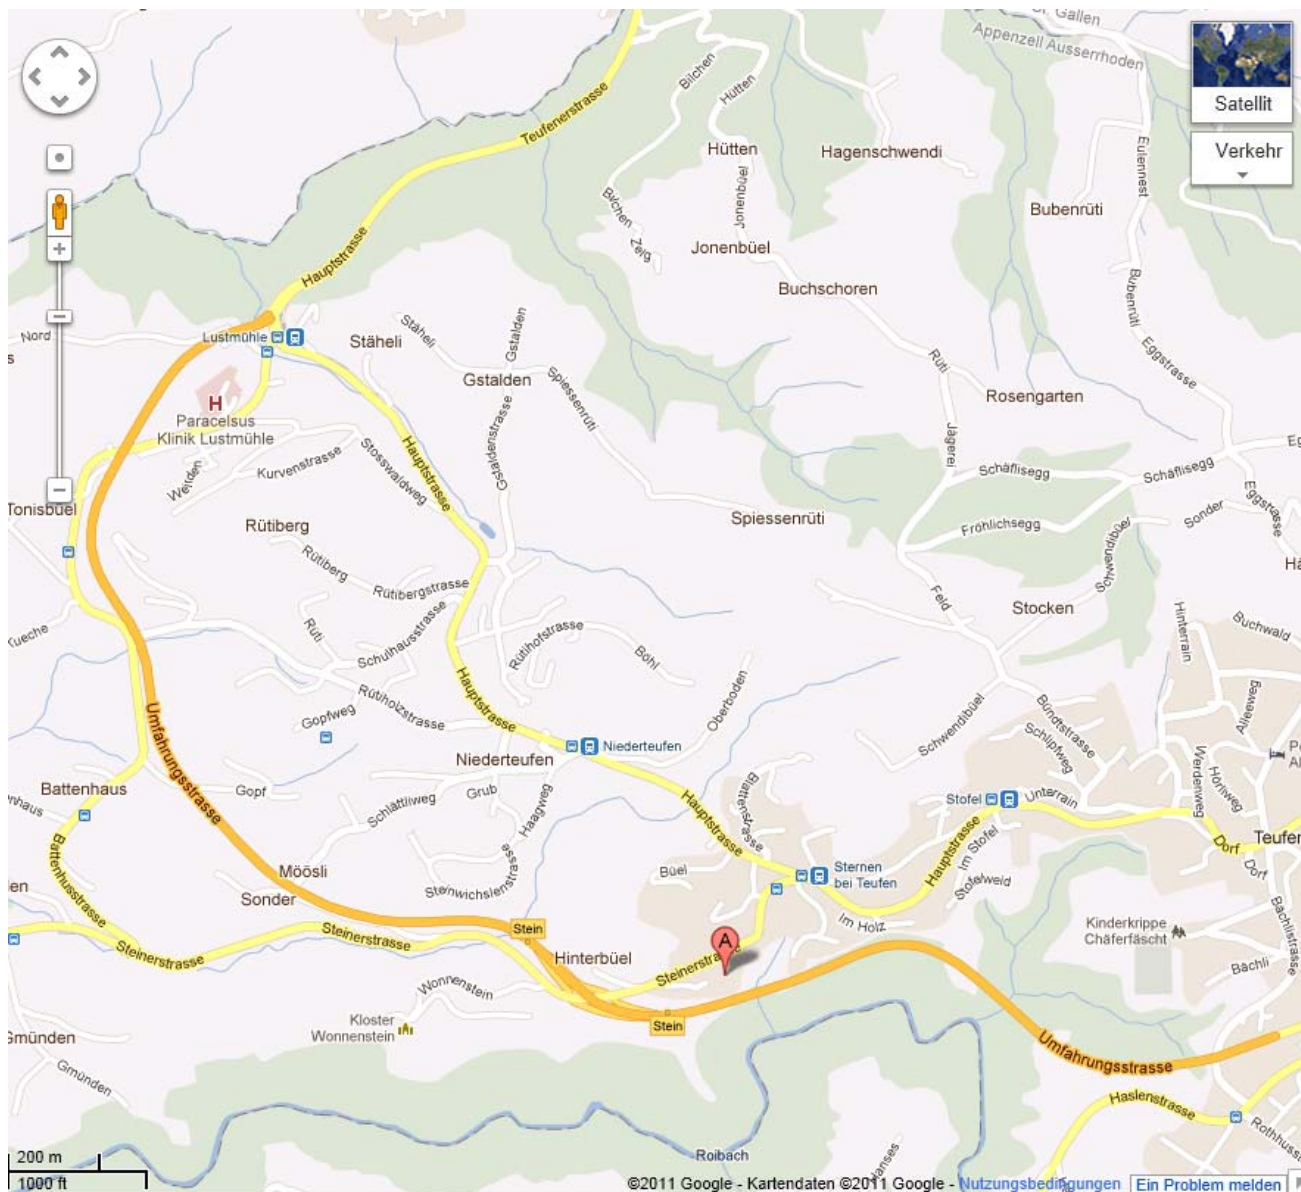 St. Gallen
Appenzell Ausserrhoden
Satellit
Verkehr
Bilchen
Hütten
Teufenerstrasse
Hütten
Hagenschwendi
Eulennest
Bilchen
Zelg
Jonenbüel
Bubenrüti
Jonenbüel
Hauptstrasse
Buchschoren
Bubenrüti
Nord
Lustmühle
Stäheli
Stäheli
Gstalden
Eggstrasse
Gstalden
Spiessenrüti
Rüti
Rosengarten
H
Paracelsus
Klinik Lustmühle
Gstaldenstrasse
Hauptstrasse
Jägerei
Kurvenstrasse
Stosswaldweg
Weiden
Schäflisegg
Schäflisegg
Eggstrasse
Tonisbüel
Rütiberg
Spiessenrüti
Fröhlichsegg
Schwendibüel
Sonder
Rütiberg
Rütibergstrasse
Feld
Stocken
Hinterrain
Buchwald
Tueche
Rüti
Schulhausstrasse
Rütihofstrasse
Böhl
Hauptstrasse
Oberboden
Alleeweg
Rütiholzstrasse
Gopfweg
Umfahrungsstrasse
Schwendibüel
Bündtstrasse
Schlipfweg
Niederteufen
Niederteufen
Werdenweg
Hörliweg
Battenhaus
Gopf
Schlättliweg
Grub
Haagweg
Blattenstrasse
Hauptstrasse
Stofel
Unterrain
Battenhusstrasse
Hauptstrasse
Im Stofel
Dorf
Teufen
Möösli
Steinwichslenstrasse
Büel
Sternen
bei Teufen
Stofelweid
Dorf
Sonder
Im Holz
Bächlistrasse
Kinderkrippe
Chäferfäscht
Stein
Steinerstrasse
Steinerstrasse
A
Hinterbüel
Steinerstrasse
Bächli
Wonnenstein
Kloster
Wonnenstein
Stein
Gmünden
Gmünden
Umfahrungsstrasse
Haslenstrasse
Roibach
200 m
1000 ft
©2011 Google - Kartendaten ©2011 Google - Nutzungsbedingungen
Ein Problem melden